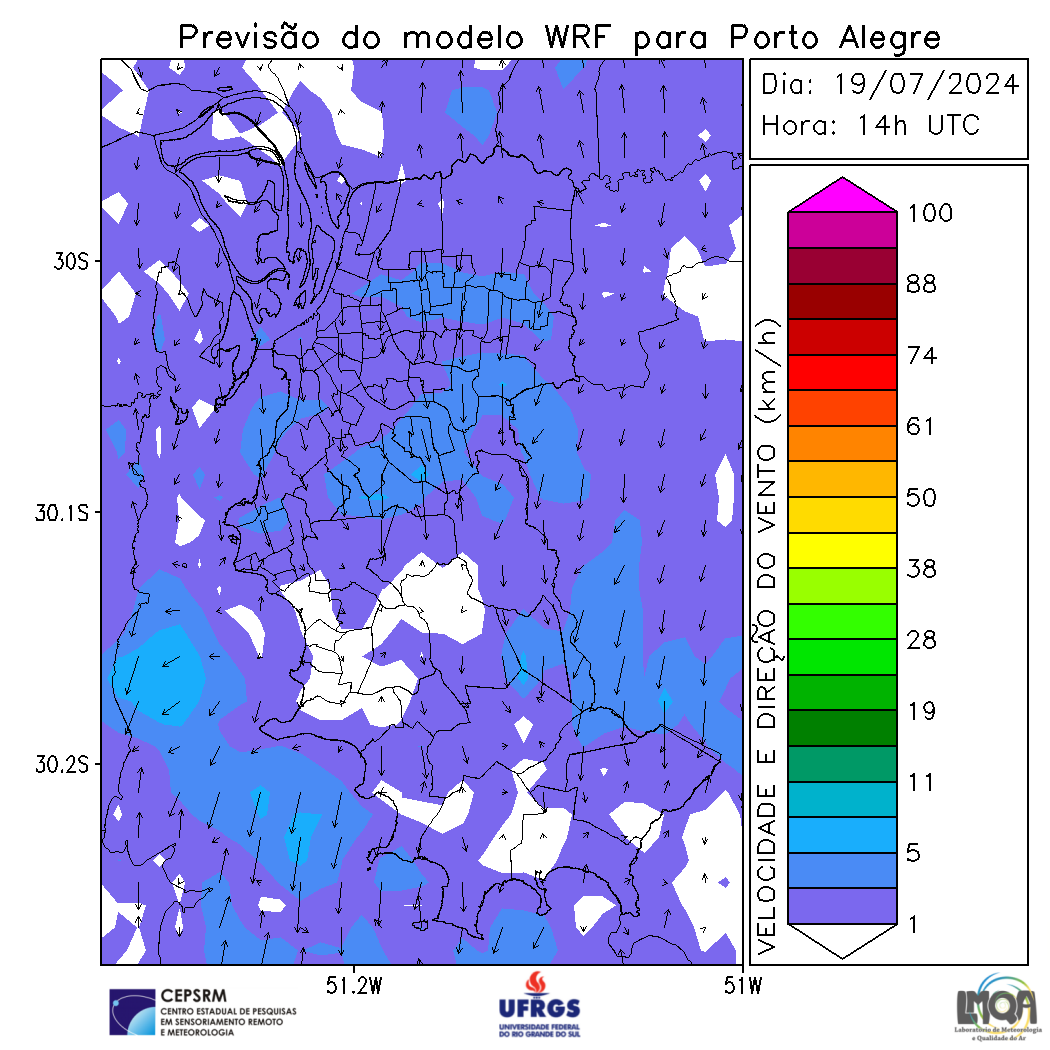 Previsão do modelo WRF para Porto Alegre
Dia: 19/07/2024
Hora: 14h UTC
30S
30.1S
30.2S
51.2W
51W
VELOCIDADE E DIREÇÃO DO VENTO (km/h)
100
88
74
61
50
38
28
19
11
5
1
CEPSRM
CENTRO ESTADUAL DE PESQUISAS
EM SENSORIAMENTO REMOTO
E METEOROLOGIA
UFRGS
UNIVERSIDADE FEDERAL
DO RIO GRANDE DO SUL
LMQA
Laboratório de Meteorologia
e Qualidade do Ar